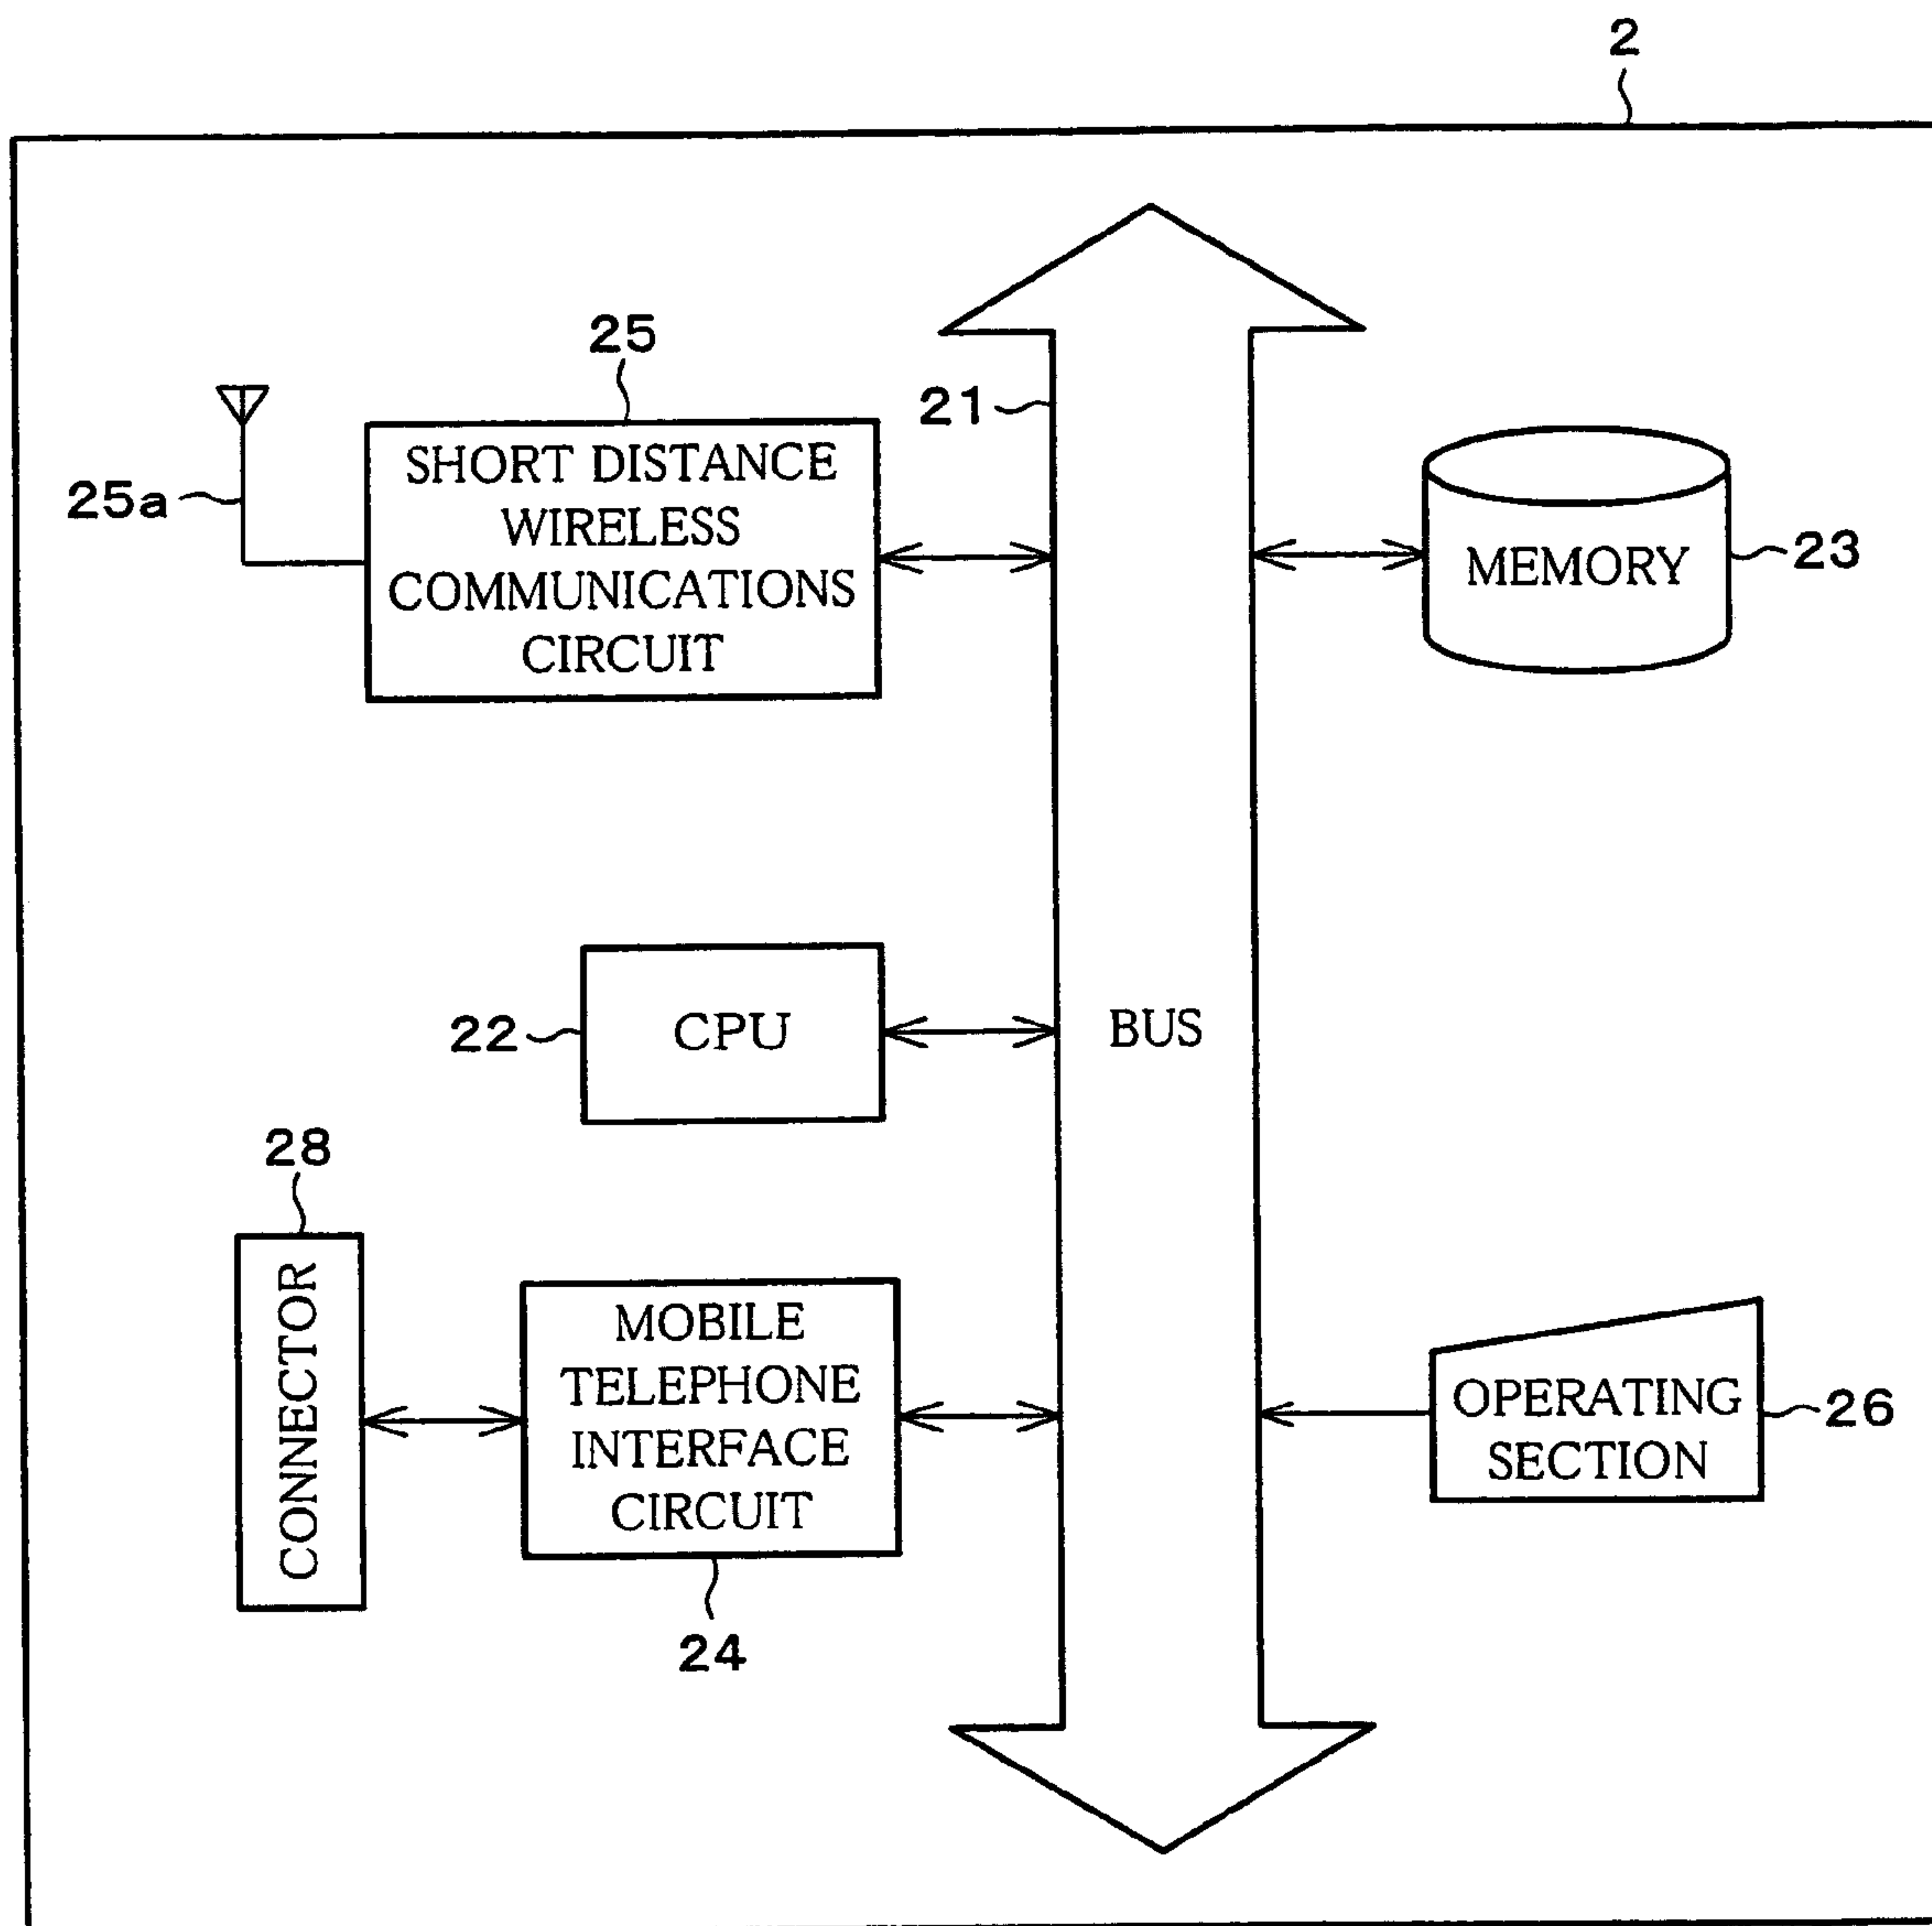 2
25
21
25a
SHORT DISTANCE
WIRELESS
COMMUNICATIONS
CIRCUIT
MEMORY
23
22
CPU
BUS
28
CONNECTOR
MOBILE
TELEPHONE
INTERFACE
CIRCUIT
24
OPERATING
SECTION
26